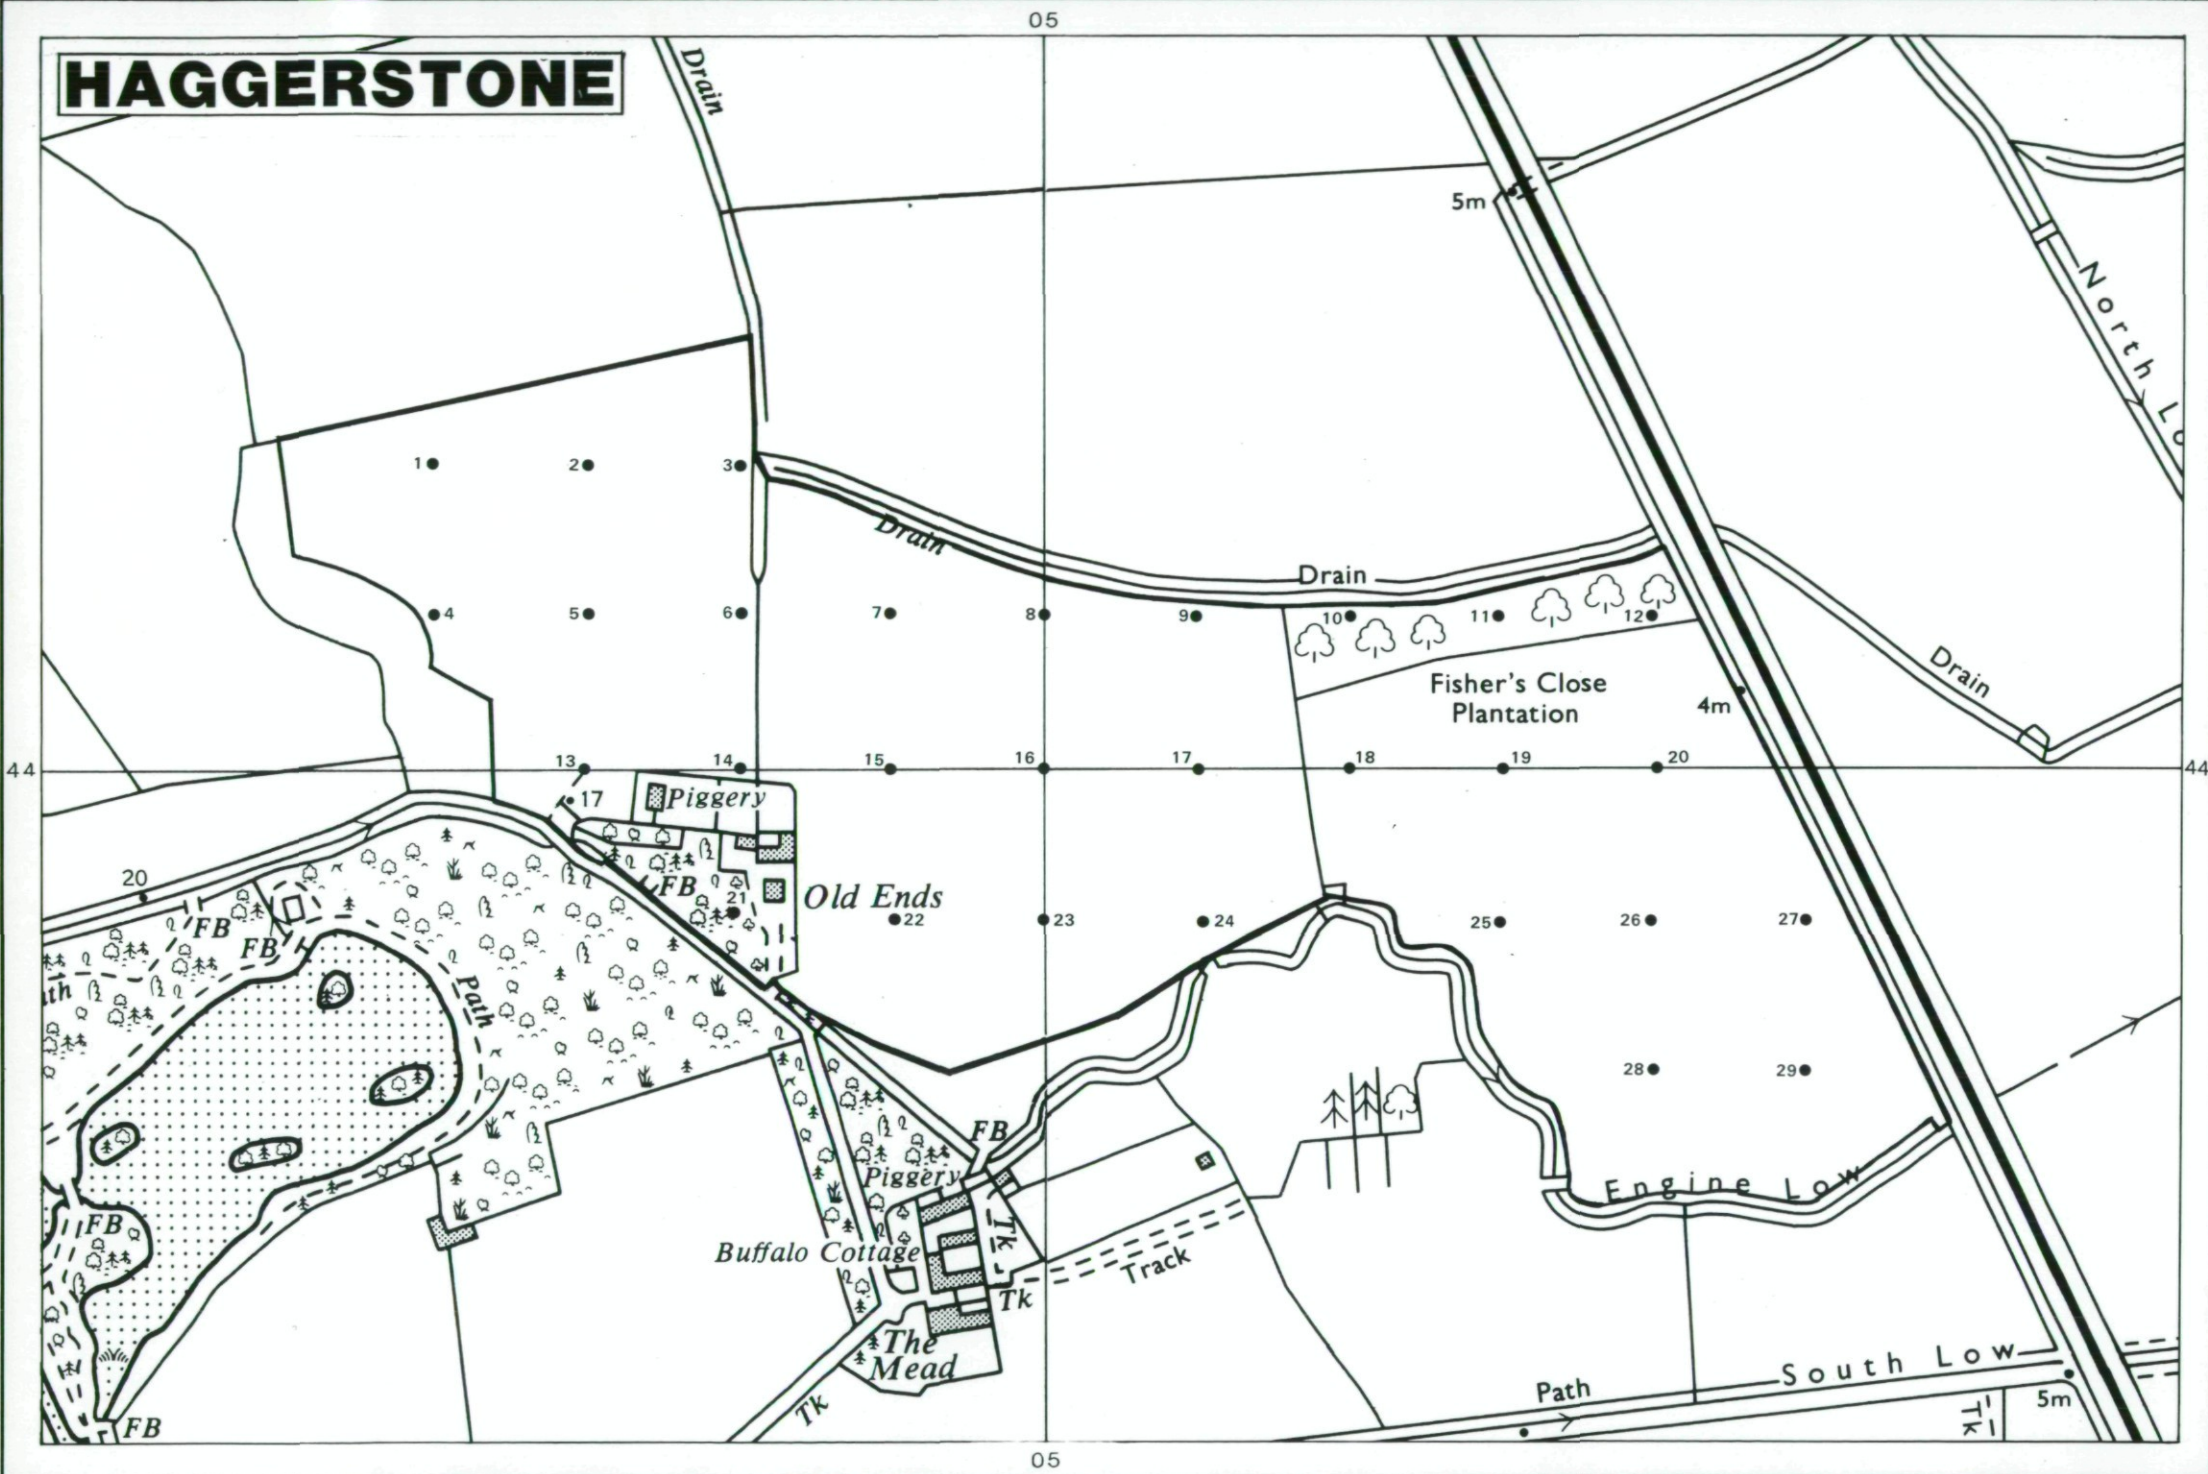 05
HAGGERSTONE
Drain
5m
North Lo
1 2 3
Drain
Drain
4 5 6 7 8 9 10 11 12
Drain
Fisher's Close
Plantation
4m
44 13 14 15 16 17 18 19 20 44
17 Piggery
20
FB
21 Old Ends
22 23 24 25 26 27
FB
FB
ath
Path
28 29
FB
Piggery
Engine Low
FB
Tk
Buffalo Cottage
Track
Tk
The
Mead
South Low
Path
5m
Tk
Tk
FB
05